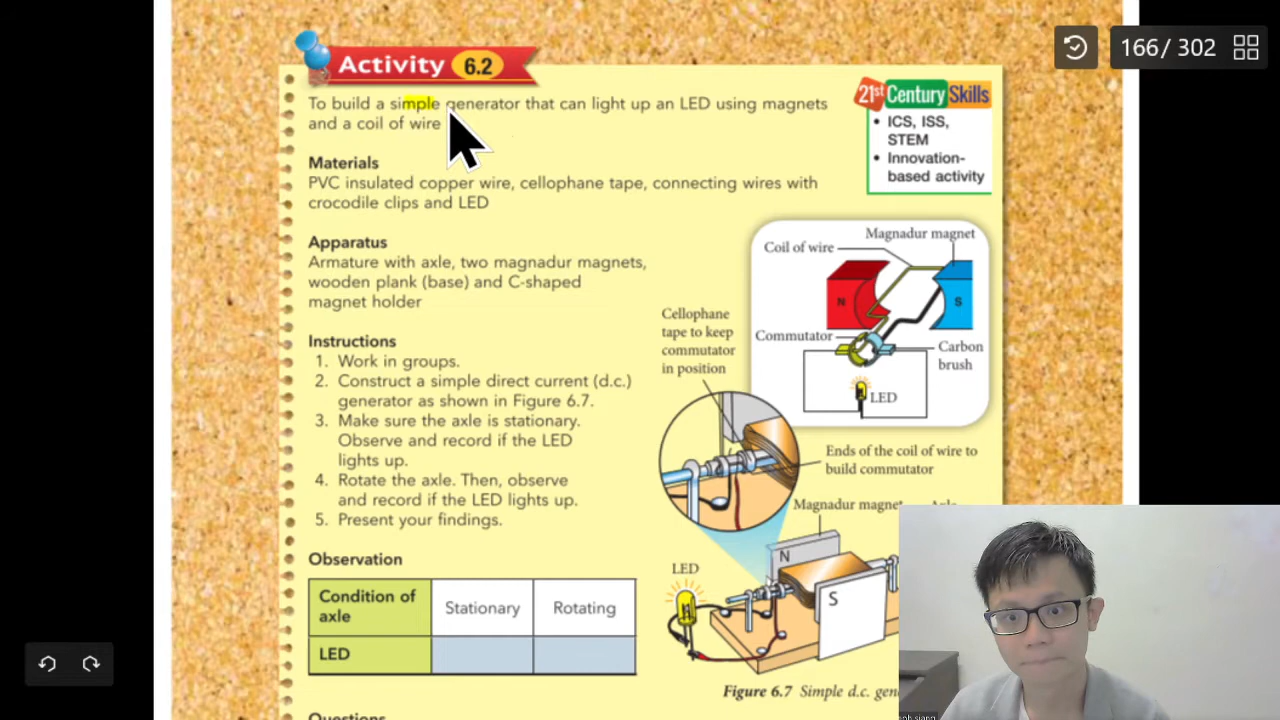 166 / 302
Activity 6.2
To build a simple generator that can light up an LED using magnets
and a coil of wire
21st Century Skills
• ICS, ISS,
STEM
• Innovation-
based activity
Materials
PVC insulated copper wire, cellophane tape, connecting wires with
crocodile clips and LED
Apparatus
Armature with axle, two magnadur magnets,
wooden plank (base) and C-shaped
magnet holder
Instructions
1. Work in groups.
2. Construct a simple direct current (d.c.)
generator as shown in Figure 6.7.
3. Make sure the axle is stationary.
Observe and record if the LED
lights up.
4. Rotate the axle. Then, observe
and record if the LED lights up.
5. Present your findings.
Magnadur magnet
Coil of wire
N
S
Commutator
Carbon
brush
LED
Cellophane
tape to keep
commutator
in position
Ends of the coil of wire to
build commutator
Magnadur magne
N
S
LED
Figure 6.7 Simple d.c. gen
Observation
Condition of
axle
Stationary
Rotating
LED
Questions